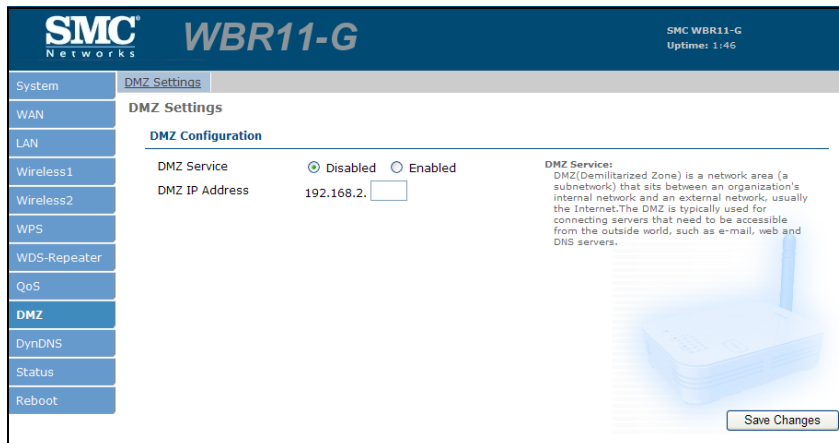 SMC
Networks
WBR11-G
SMC WBR11-G
Uptime: 1:46
System
WAN
LAN
Wireless1
Wireless2
WPS
WDS-Repeater
QoS
DMZ
DynDNS
Status
Reboot
DMZ Settings
DMZ Settings
DMZ Configuration
DMZ Service Disabled Enabled
DMZ IP Address 192.168.2.
DMZ Service:
DMZ(Demilitarized Zone) is a network area (a
subnetwork) that sits between an organization's
internal network and an external network, usually
the Internet.The DMZ is typically used for
connecting servers that need to be accessible
from the outside world, such as e-mail, web and
DNS servers.
Save Changes